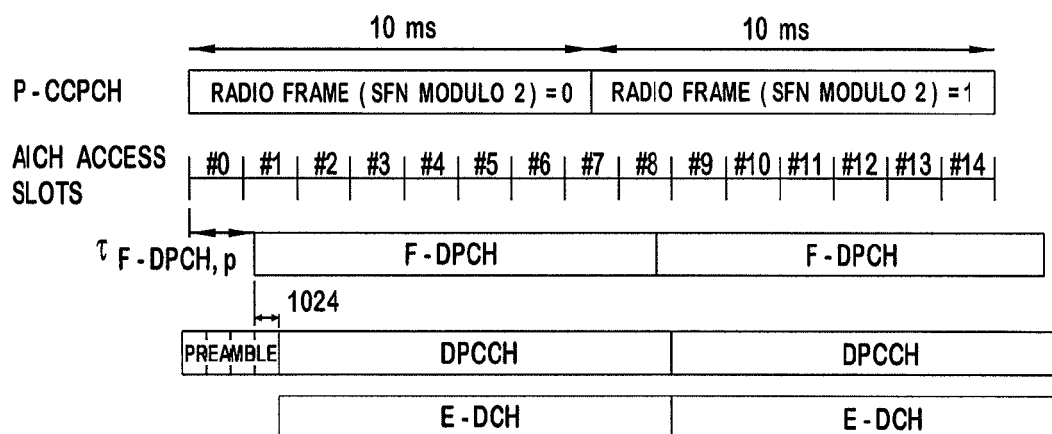 10 ms 10 ms
P-CCPCH RADIO FRAME (SFN MODULO 2) = 0 RADIO FRAME (SFN MODULO 2) = 1
AICH ACCESS SLOTS #0 #1 #2 #3 #4 #5 #6 #7 #8 #9 #10 #11 #12 #13 #14
τ F-DPCH, p F-DPCH F-DPCH
1024
PREAMBLE DPCCH DPCCH
E-DCH E-DCH